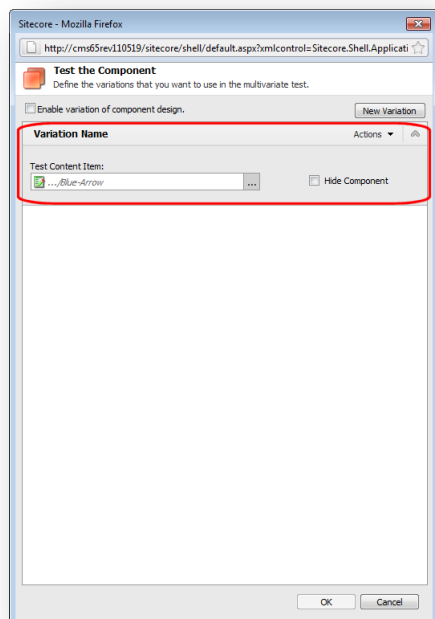 Sitecore - Mozilla Firefox
http://cms65rev110519/sitecore/shell/default.aspx?xmlcontrol=Sitecore.Shell.Applicati
Test the Component
Define the variations that you want to use in the multivariate test.
Enable variation of component design.
New Variation
Variation Name
Actions
Test Content Item:
.../Blue-Arrow
...
Hide Component
OK
Cancel